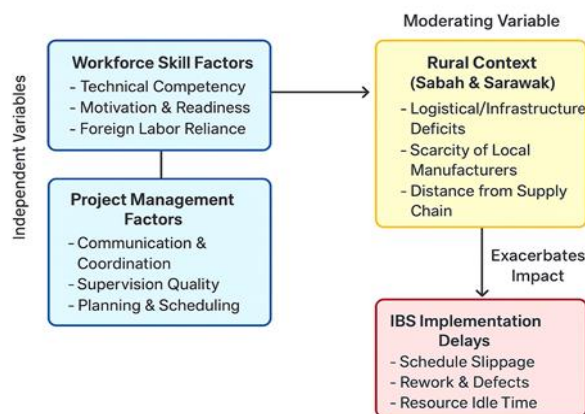 Moderating Variable
Independent Variables
Workforce Skill Factors
- Technical Competency
- Motivation & Readiness
- Foreign Labor Reliance
Project Management
Factors
- Communication &
Coordination
- Supervision Quality
- Planning & Scheduling
Rural Context
(Sabah & Sarawak)
- Logistical/Infrastructure
Deficits
- Scarcity of Local
Manufacturers
- Distance from Supply
Chain
Exacerbates
Impact
IBS Implementation
Delays
- Schedule Slippage
- Rework & Defects
- Resource Idle Time